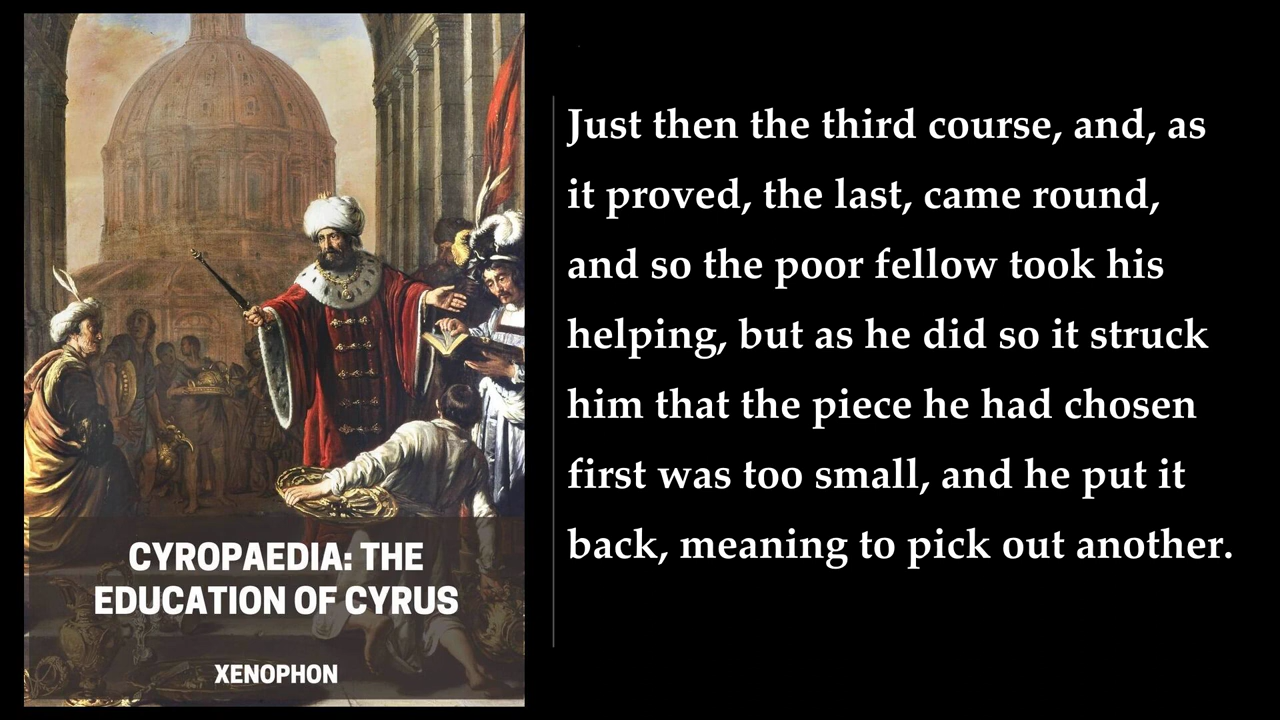 CYROPAEDIA: THE
EDUCATION OF CYRUS
XENOPHON
Just then the third course, and, as
it proved, the last, came round,
and so the poor fellow took his
helping, but as he did so it struck
him that the piece he had chosen
first was too small, and he put it
back, meaning to pick out another.